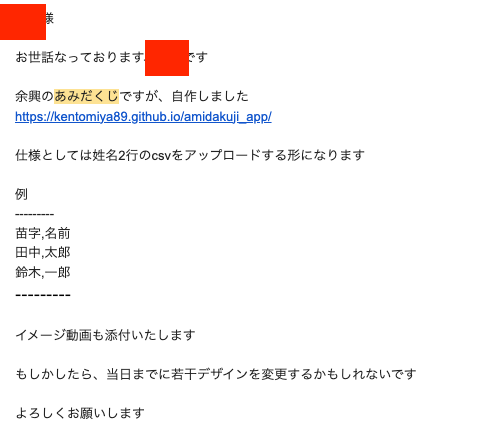 様
お世話なっております
です
余興のあみだくじですが、自作しました
https://kentomiya89.github.io/amidakuji_app/
仕様としては姓名2行のcsvをアップロードする形になります
例
---------
苗字,名前
田中,太郎
鈴木,一郎
---------
イメージ動画も添付いたします
もしかしたら、当日までに若干デザインを変更するかもしれないです
よろしくお願いします